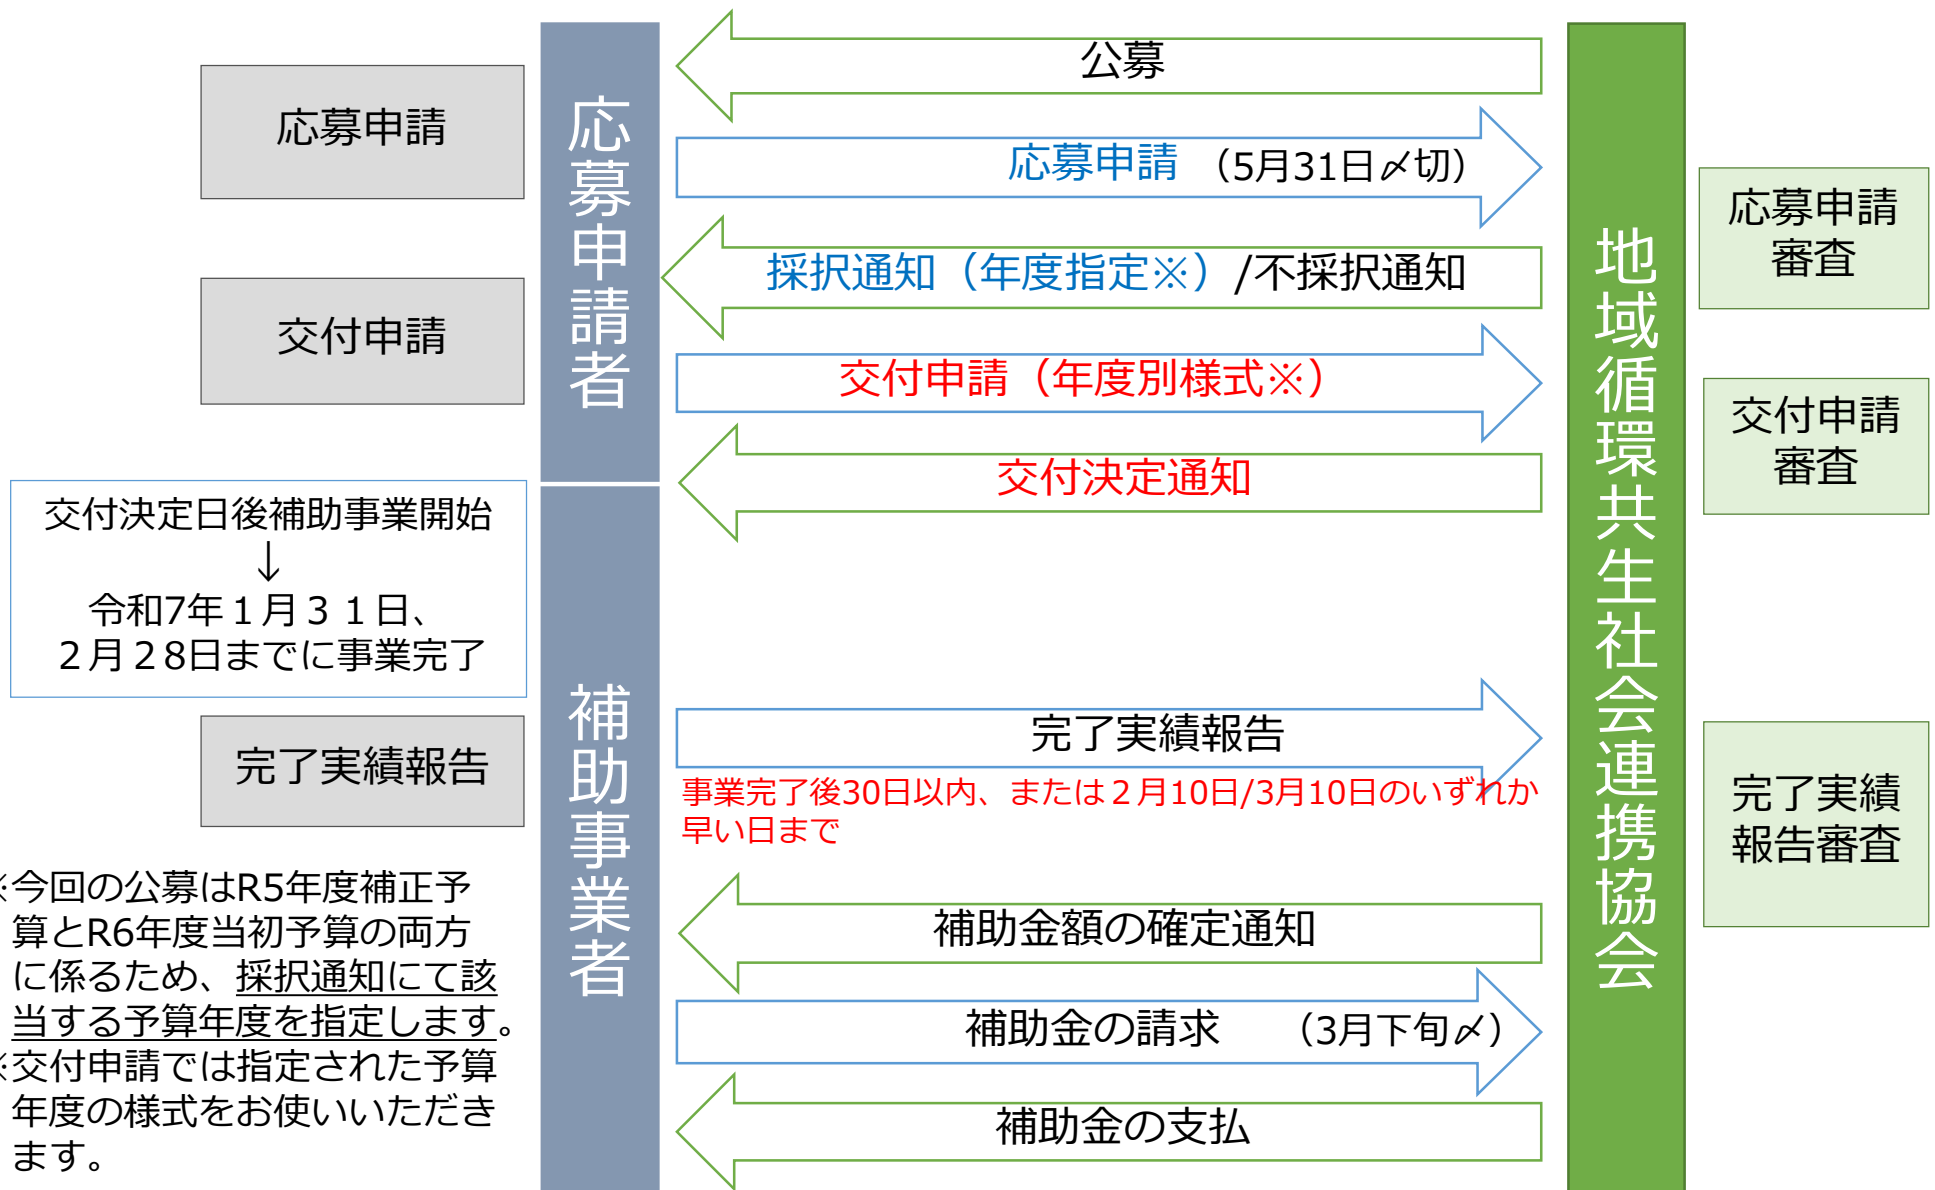 公募
応募申請
応募申請 （5月31日〆切）
応募申請
審査
採択通知（年度指定※）/不採択通知
交付申請
交付申請（年度別様式※）
交付申請
審査
交付決定通知
応募申請者
地域循環共生社会連携協会
交付決定日後補助事業開始
↓
令和7年１月３１日、
２月２8日までに事業完了
補助事業者
完了実績報告
完了実績報告
事業完了後30日以内、または２月10日/3月10日のいずれか
早い日まで
完了実績
報告審査
※今回の公募はR5年度補正予
算とR6年度当初予算の両方
に係るため、採択通知にて該
当する予算年度を指定します。
※交付申請では指定された予算
年度の様式をお使いいただき
ます。
補助金額の確定通知
補助金の請求 （3月下旬〆）
補助金の支払